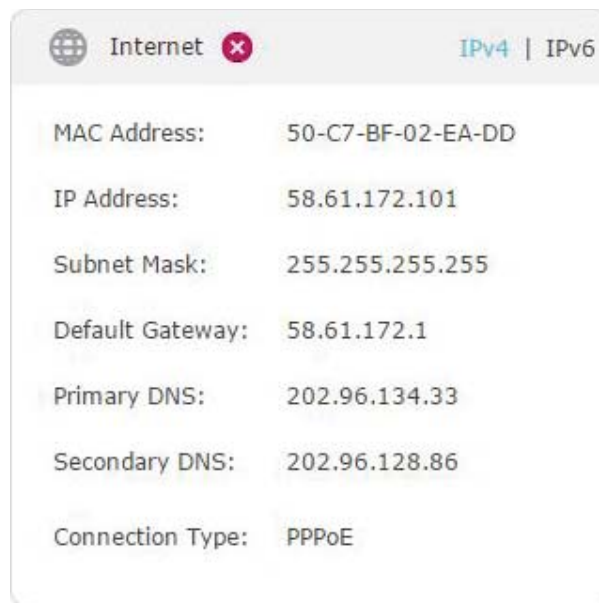 Internet IPv4 | IPv6
MAC Address: 50-C7-BF-02-EA-DD
IP Address: 58.61.172.101
Subnet Mask: 255.255.255.255
Default Gateway: 58.61.172.1
Primary DNS: 202.96.134.33
Secondary DNS: 202.96.128.86
Connection Type: PPPoE